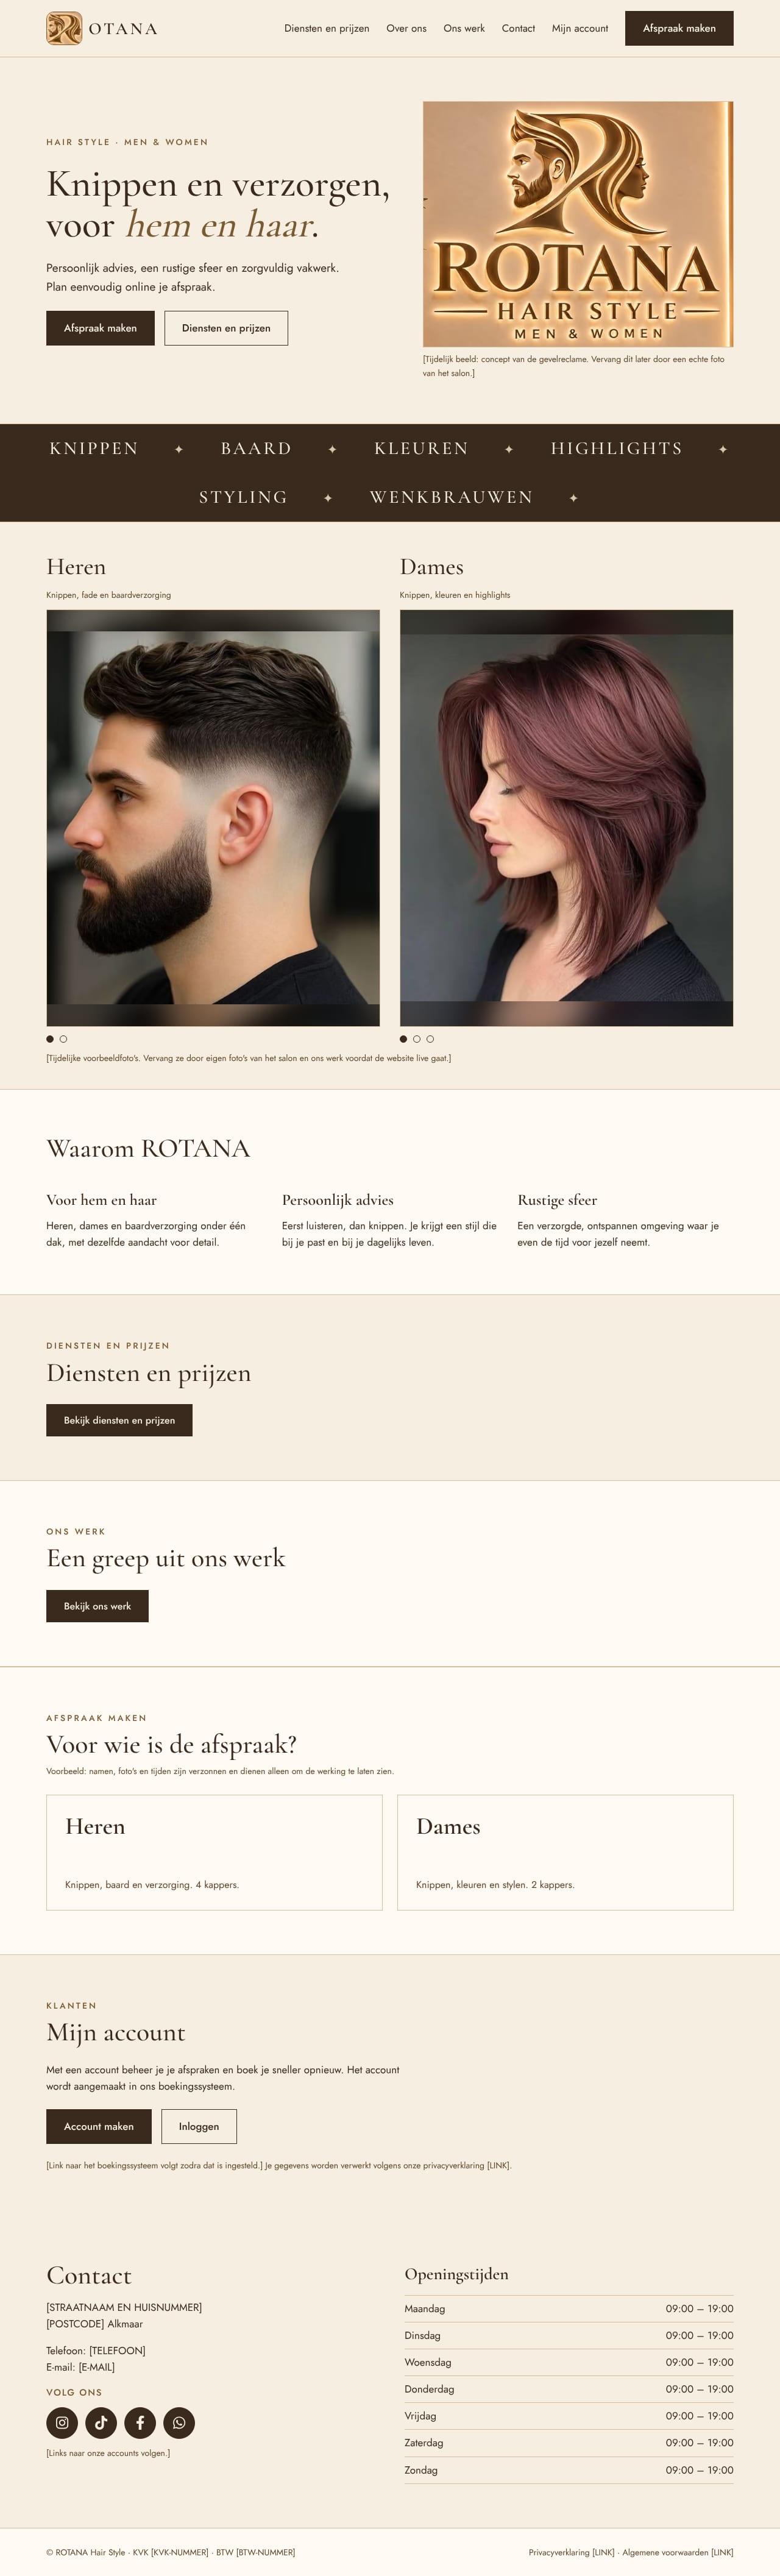 OTANA
Diensten en prijzen
Over ons
Ons werk
Contact
Mijn account
Afspraak maken
HAIR STYLE · MEN & WOMEN
Knippen en verzorgen,
voor hem en haar.
Persoonlijk advies, een rustige sfeer en zorgvuldig vakwerk.
Plan eenvoudig online je afspraak.
Afspraak maken
Diensten en prijzen
ROTANA
HAIR STYLE
MEN & WOMEN
[Tijdelijk beeld: concept van de gevelreclame. Vervang dit later door een echte foto
van het salon.]
KNIPPEN ✦ BAARD ✦ KLEUREN ✦ HIGHLIGHTS ✦
STYLING ✦ WENKBRAUWEN ✦
Heren
Knippen, fade en baardverzorging
Dames
Knippen, kleuren en highlights
[Tijdelijke voorbeeldfoto's. Vervang ze door eigen foto's van het salon en ons werk voordat de website live gaat.]
Waarom ROTANA
Voor hem en haar
Heren, dames en baardverzorging onder één
dak, met dezelfde aandacht voor detail.
Persoonlijk advies
Eerst luisteren, dan knippen. Je krijgt een stijl die
bij je past en bij je dagelijks leven.
Rustige sfeer
Een verzorgde, ontspannen omgeving waar je
even de tijd voor jezelf neemt.
DIENSTEN EN PRIJZEN
Diensten en prijzen
Bekijk diensten en prijzen
ONS WERK
Een greep uit ons werk
Bekijk ons werk
AFSPRAAK MAKEN
Voor wie is de afspraak?
Voorbeeld: namen, foto's en tijden zijn verzonnen en dienen alleen om de werking te laten zien.
Heren
Knippen, baard en verzorging. 4 kappers.
Dames
Knippen, kleuren en stylen. 2 kappers.
KLANTEN
Mijn account
Met een account beheer je je afspraken en boek je sneller opnieuw. Het account
wordt aangemaakt in ons boekingssysteem.
Account maken
Inloggen
[Link naar het boekingssysteem volgt zodra dat is ingesteld.] Je gegevens worden verwerkt volgens onze privacyverklaring [LINK].
Contact
[STRAATNAAM EN HUISNUMMER]
[POSTCODE] Alkmaar
Telefoon: [TELEFOON]
E-mail: [E-MAIL]
VOLG ONS
[Links naar onze accounts volgen.]
Openingstijden
Maandag 09:00 – 19:00
Dinsdag 09:00 – 19:00
Woensdag 09:00 – 19:00
Donderdag 09:00 – 19:00
Vrijdag 09:00 – 19:00
Zaterdag 09:00 – 19:00
Zondag 09:00 – 19:00
© ROTANA Hair Style · KVK [KVK-NUMMER] · BTW [BTW-NUMMER]
Privacyverklaring [LINK] · Algemene voorwaarden [LINK]